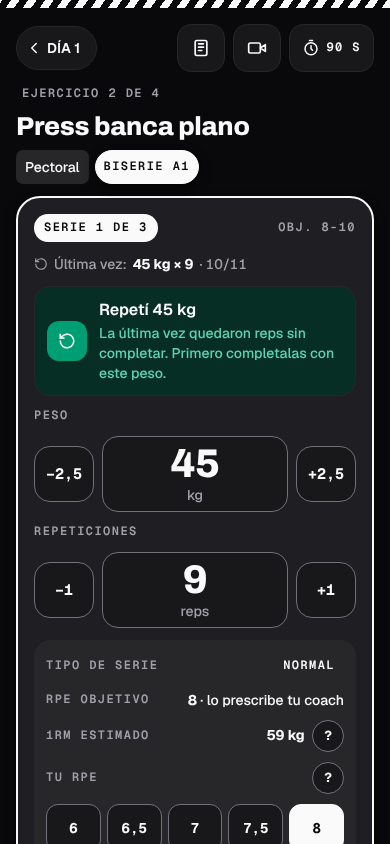 DÍA 1
90 S
EJERCICIO 2 DE 4
Press banca plano
Pectoral
BISERIE A1
SERIE 1 DE 3
OBJ. 8-10
Última vez: 45 kg × 9 · 10/11
Repetí 45 kg
La última vez quedaron reps sin
completar. Primero completalas con
este peso.
PESO
−2,5
45
kg
+2,5
REPETICIONES
−1
9
reps
+1
TIPO DE SERIE NORMAL
RPE OBJETIVO 8 · lo prescribe tu coach
1RM ESTIMADO 59 kg ?
TU RPE ?
6 6,5 7 7,5 8